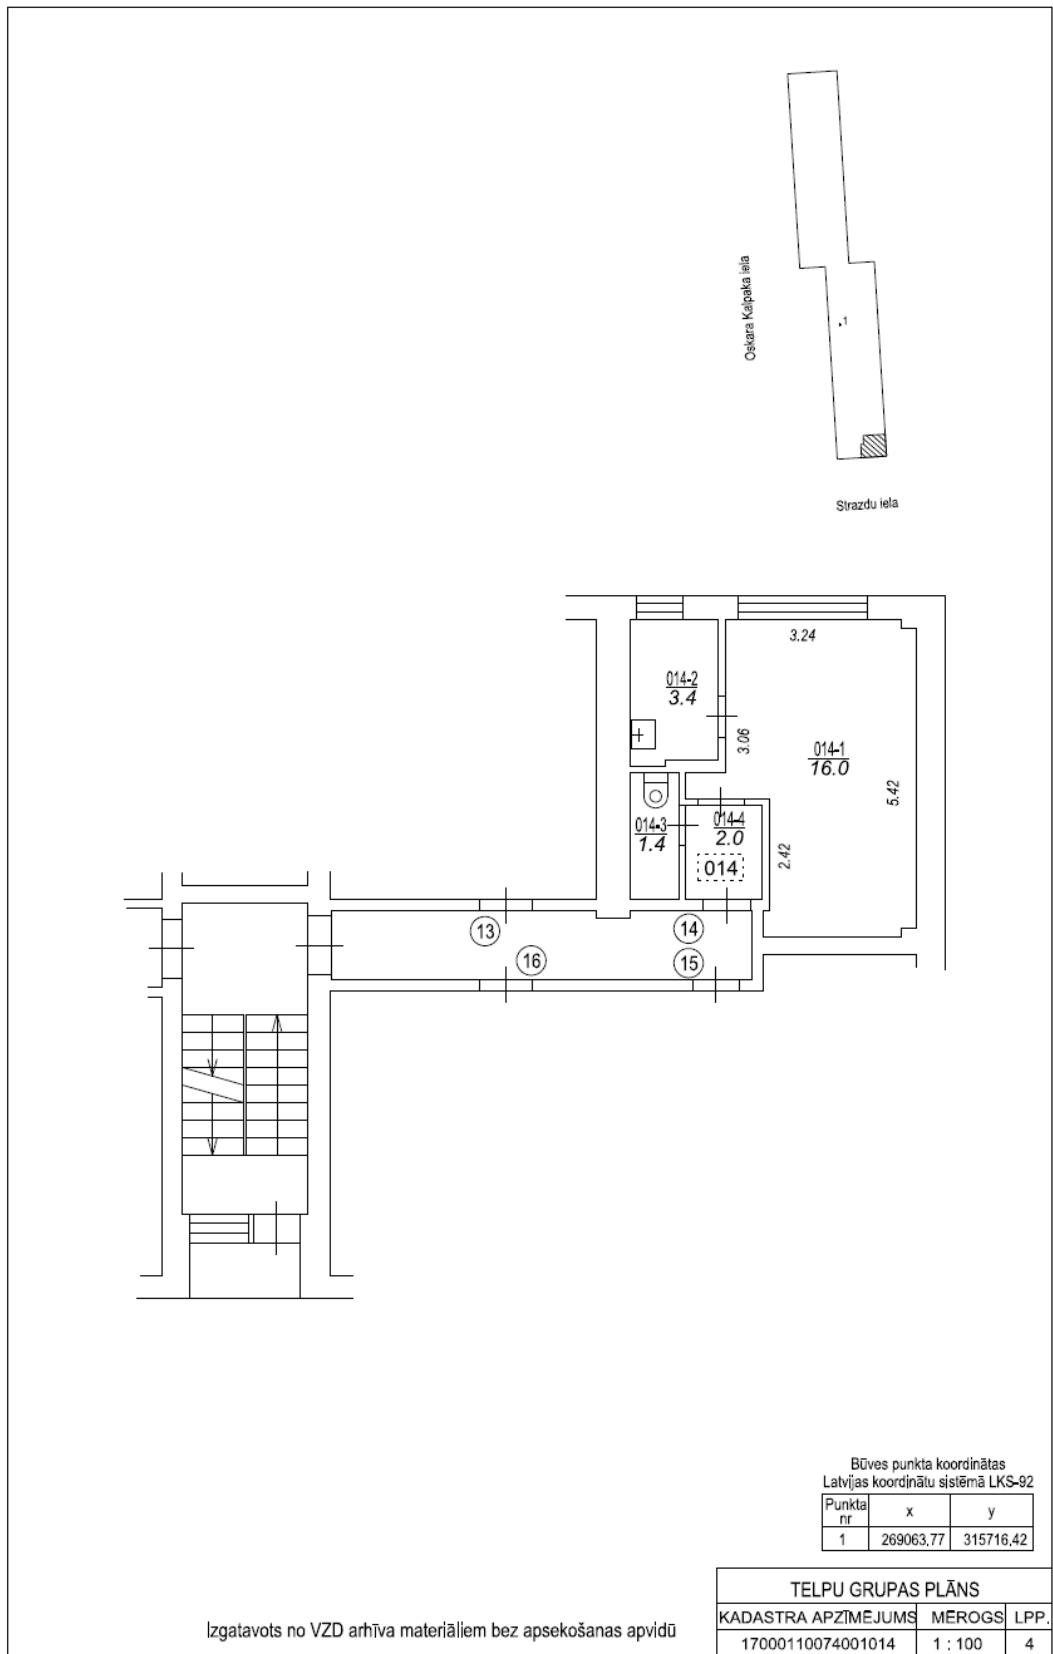 Oskara Kalpaka iela
1
Strazdu iela
3.24
014-2
3.4
3.06
014-1
16.0
5.42
014-3
1.4
014-4
2.0
2.42
014
13
14
16
15
Būves punkta koordinātas
Latvijas koordinātu sistēmā LKS-92
Punkta nr x y
1 269063,77 315716,42
TELPU GRUPAS PLĀNS
KADASTRA APZĪMĒJUMS MĒROGS LPP.
17000110074001014 1 : 100 4
Izgatavots no VZD arhīva materiāliem bez apsekošanas apvidū